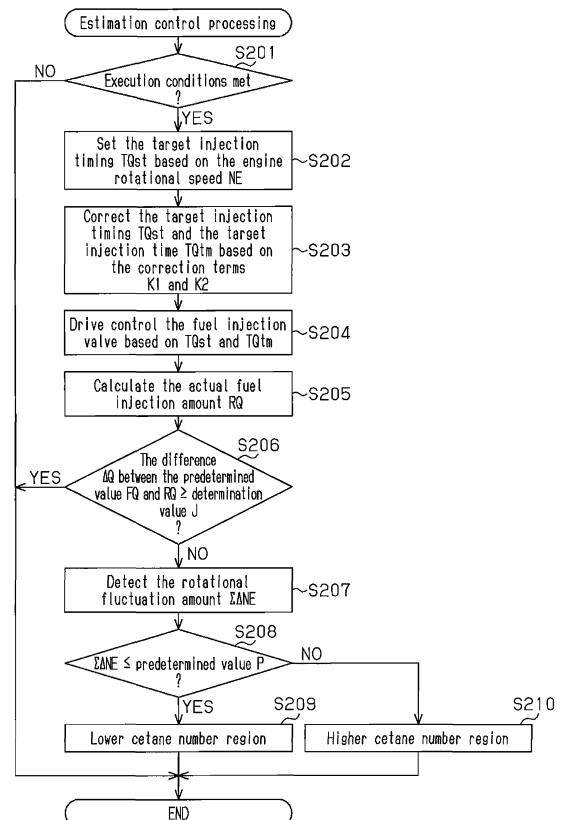 Estimation control processing
S201
NO
Execution conditions met
?
YES
Set the target injection
timing TQst based on the engine
rotational speed NE
S202
Correct the target injection
timing TQst and the target
injection time TQtm based on
the correction terms
K1 and K2
S203
Drive control the fuel injection
valve based on TQst and TQtm
S204
Calculate the actual fuel
injection amount RQ
S205
S206
YES
The difference
ΔQ between the predetermined
value FQ and RQ ≥ determination
value J
?
NO
Detect the rotational
fluctuation amount ΣΔNE
S207
S208
ΣΔNE ≤ predetermined value P
?
NO
YES
S209
Lower cetane number region
S210
Higher cetane number region
END